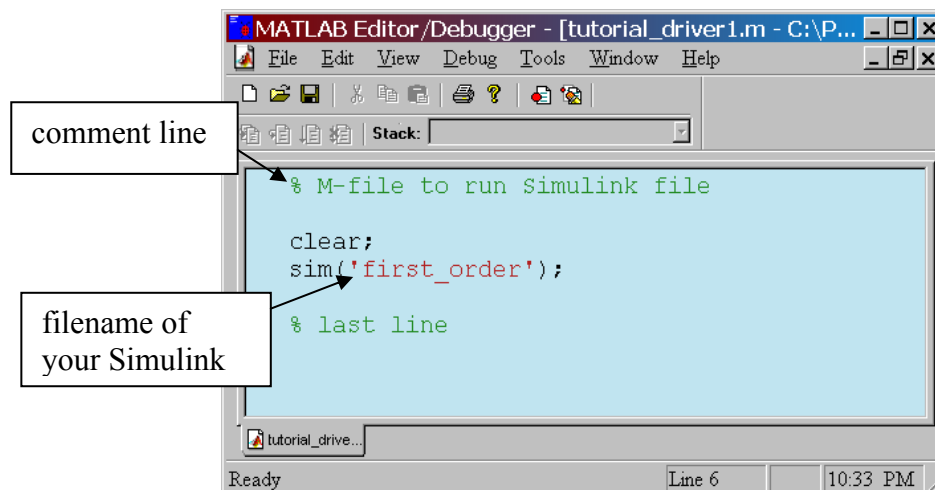 MATLAB Editor/Debugger - [tutorial_driver1.m - C:\P...
File Edit View Debug Tools Window Help
Stack:
comment line
% M-file to run Simulink file
clear;
sim('first_order');
filename of
your Simulink
% last line
tutorial_drive...
Ready Line 6 10:33 PM